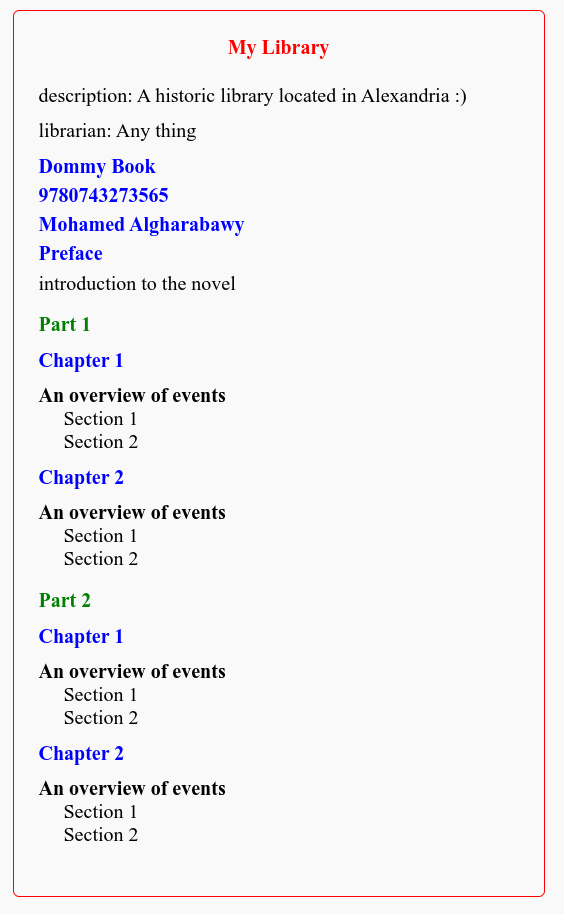 My Library
description: A historic library located in Alexandria :)
librarian: Any thing
Dommy Book
9780743273565
Mohamed Algharabawy
Preface
introduction to the novel
Part 1
Chapter 1
An overview of events
Section 1
Section 2
Chapter 2
An overview of events
Section 1
Section 2
Part 2
Chapter 1
An overview of events
Section 1
Section 2
Chapter 2
An overview of events
Section 1
Section 2